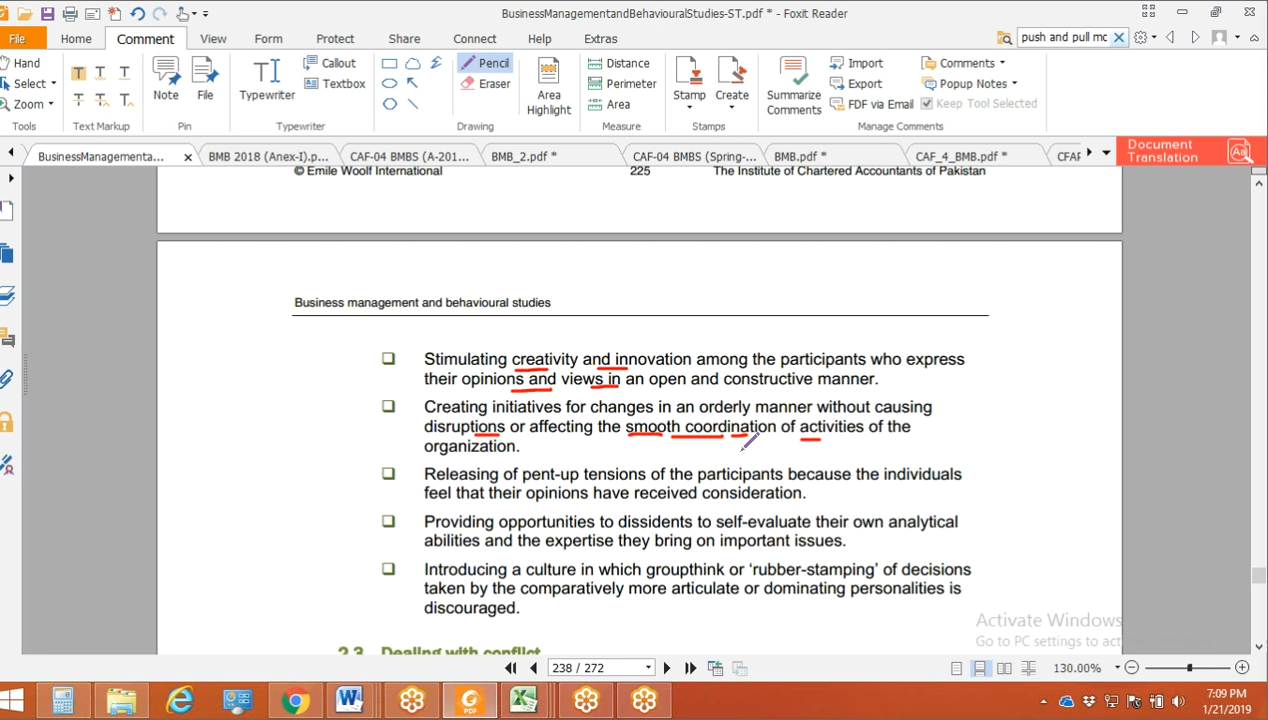 BusinessManagementandBehaviouralStudies-ST.pdf * - Foxit Reader
File Home Comment View Form Protect Share Connect Help Extras push and pull mo
Hand Select Zoom Tools
T T T T T T Text Markup
Note File Pin
Typewriter Callout Textbox Typewriter
Pencil Eraser Drawing
Area Highlight Distance Perimeter Area Measure
Stamp Create Stamps
Summarize Comments Import Export FDF via Email Comments Popup Notes Keep Tool Selected Manage Comments
BusinessManagementa... BMB 2018 (Anex-I).p... CAF-04 BMBS (A-201... BMB_2.pdf * CAF-04 BMBS (Spring-... BMB.pdf * CAF_4_BMB.pdf * CFAP
Document Translation
© Emile Woolf International 225 The Institute of Chartered Accountants of Pakistan
Business management and behavioural studies
Stimulating creativity and innovation among the participants who express
their opinions and views in an open and constructive manner.
Creating initiatives for changes in an orderly manner without causing
disruptions or affecting the smooth coordination of activities of the
organization.
Releasing of pent-up tensions of the participants because the individuals
feel that their opinions have received consideration.
Providing opportunities to dissidents to self-evaluate their own analytical
abilities and the expertise they bring on important issues.
Introducing a culture in which groupthink or 'rubber-stamping' of decisions
taken by the comparatively more articulate or dominating personalities is
discouraged.
2.3 Dealing with conflict
Activate Windows
Go to PC settings to act
238 / 272 130.00%
7:09 PM
1/21/2019